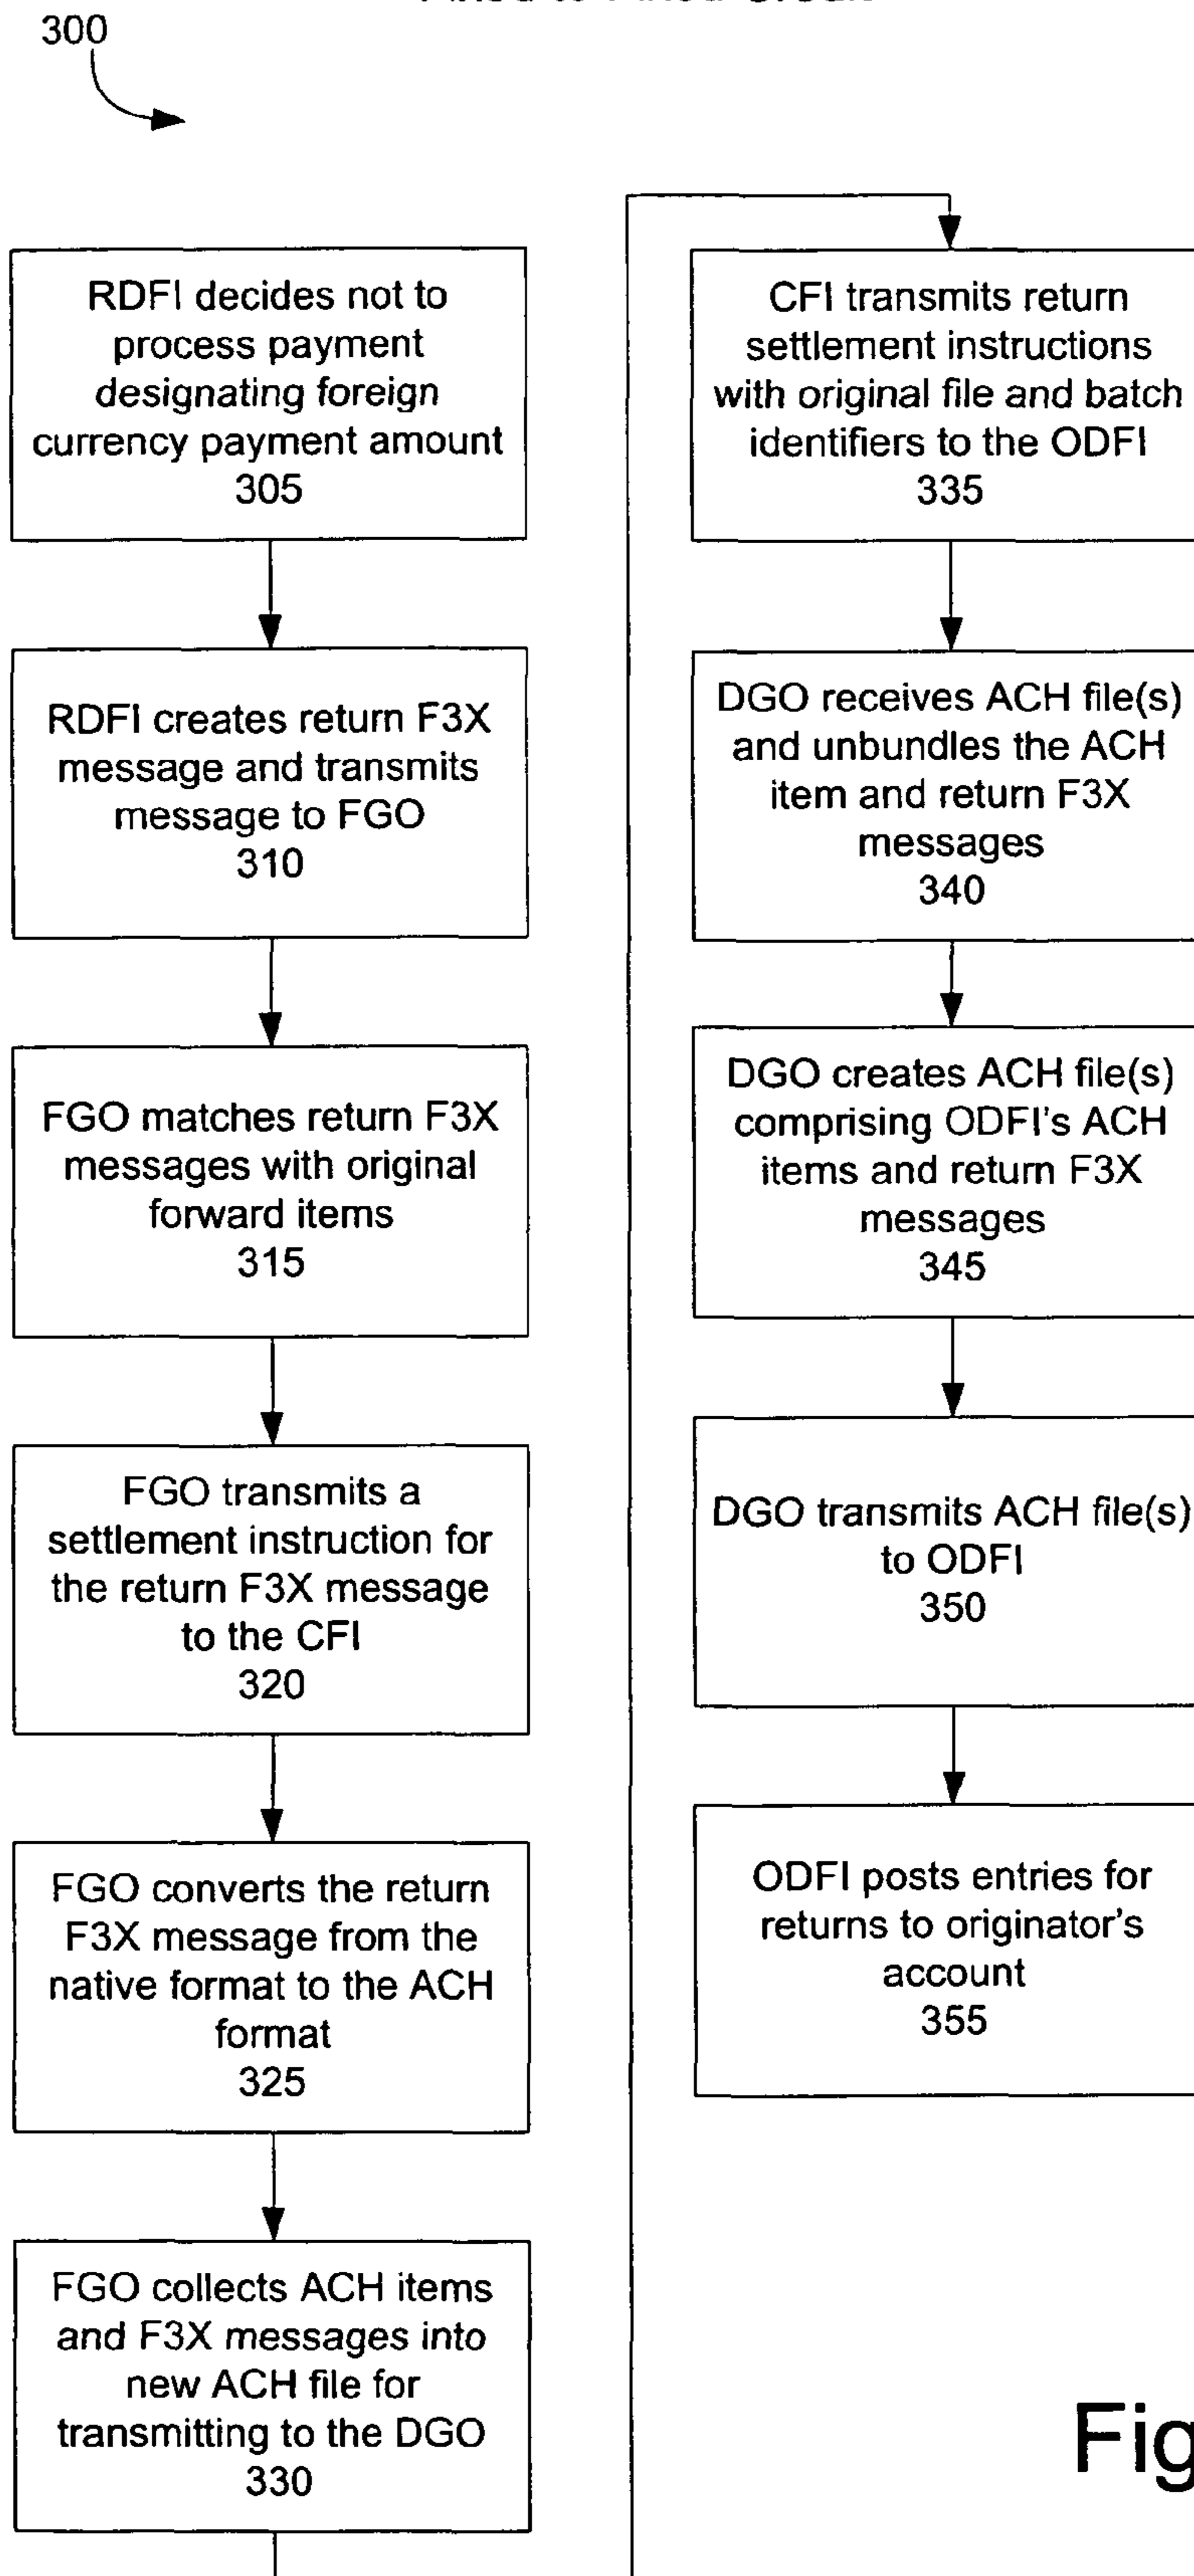 300
RDFI decides not to
process payment
designating foreign
currency payment amount
305
RDFI creates return F3X
message and transmits
message to FGO
310
FGO matches return F3X
messages with original
forward items
315
FGO transmits a
settlement instruction for
the return F3X message
to the CFI
320
FGO converts the return
F3X message from the
native format to the ACH
format
325
FGO collects ACH items
and F3X messages into
new ACH file for
transmitting to the DGO
330
CFI transmits return
settlement instructions
with original file and batch
identifiers to the ODFI
335
DGO receives ACH file(s)
and unbundles the ACH
item and return F3X
messages
340
DGO creates ACH file(s)
comprising ODFI's ACH
items and return F3X
messages
345
DGO transmits ACH file(s)
to ODFI
350
ODFI posts entries for
returns to originator's
account
355
Fig